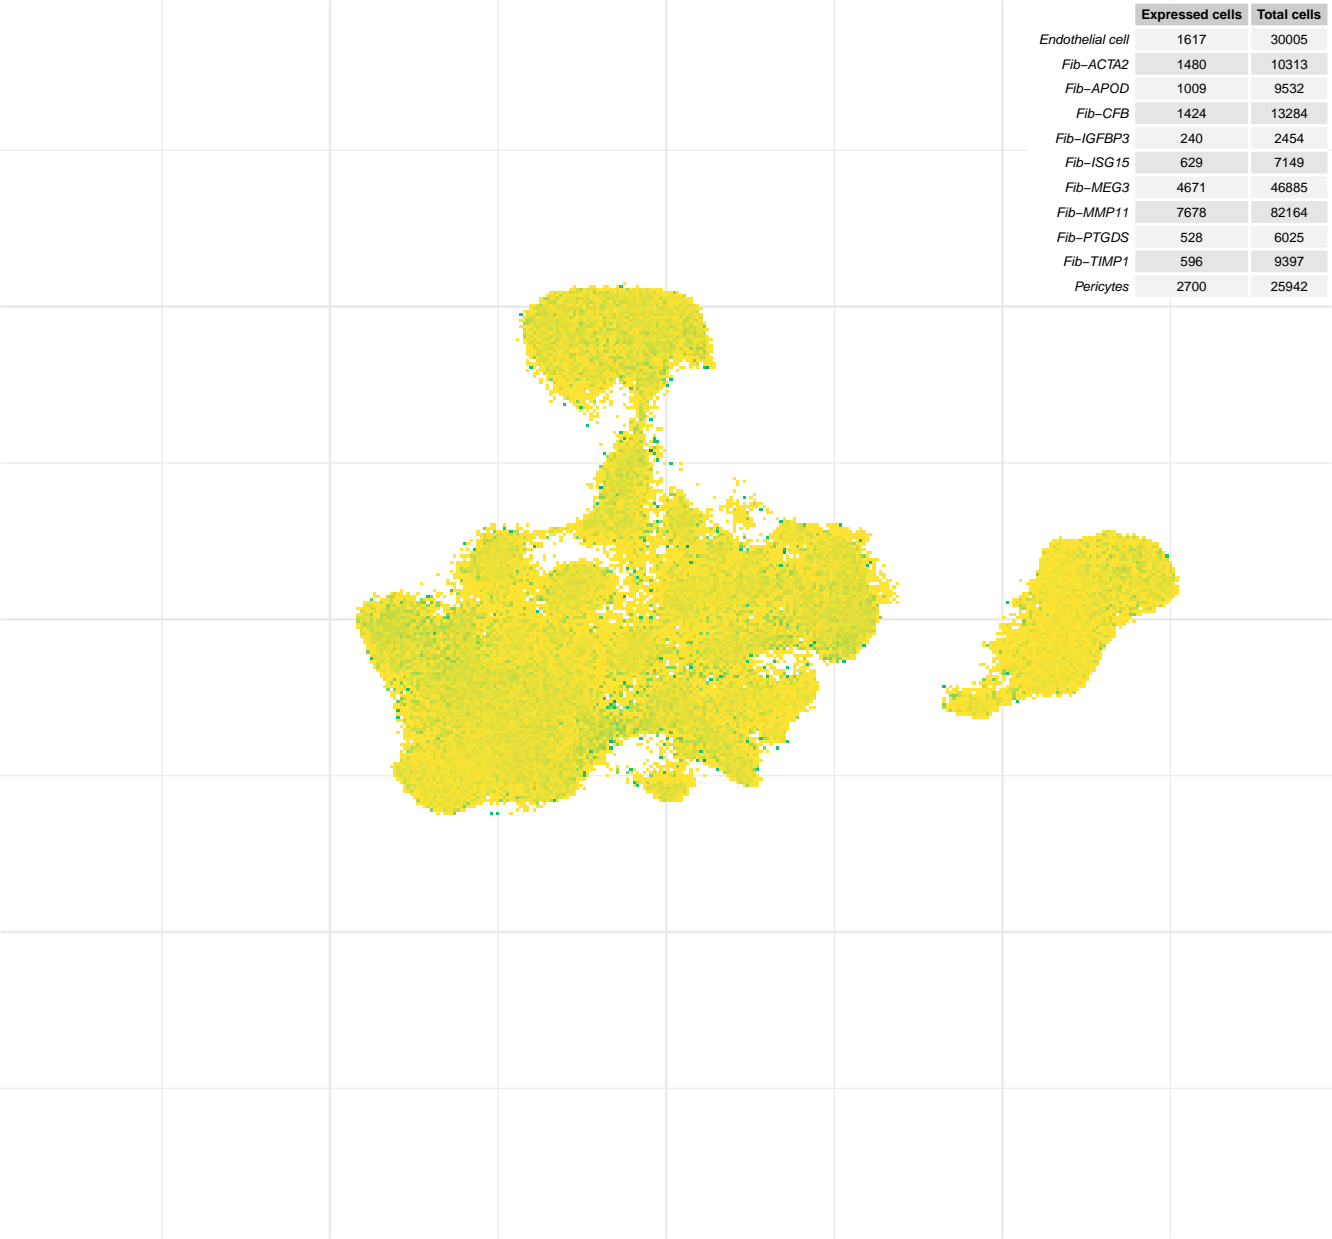 Expressed cells Total cells
Endothelial cell 1617 30005
Fib−ACTA2 1480 10313
Fib−APOD 1009 9532
Fib−CFB 1424 13284
Fib−IGFBP3 240 2454
Fib−ISG15 629 7149
Fib−MEG3 4671 46885
Fib−MMP11 7678 82164
Fib−PTGDS 528 6025
Fib−TIMP1 596 9397
Pericytes 2700 25942